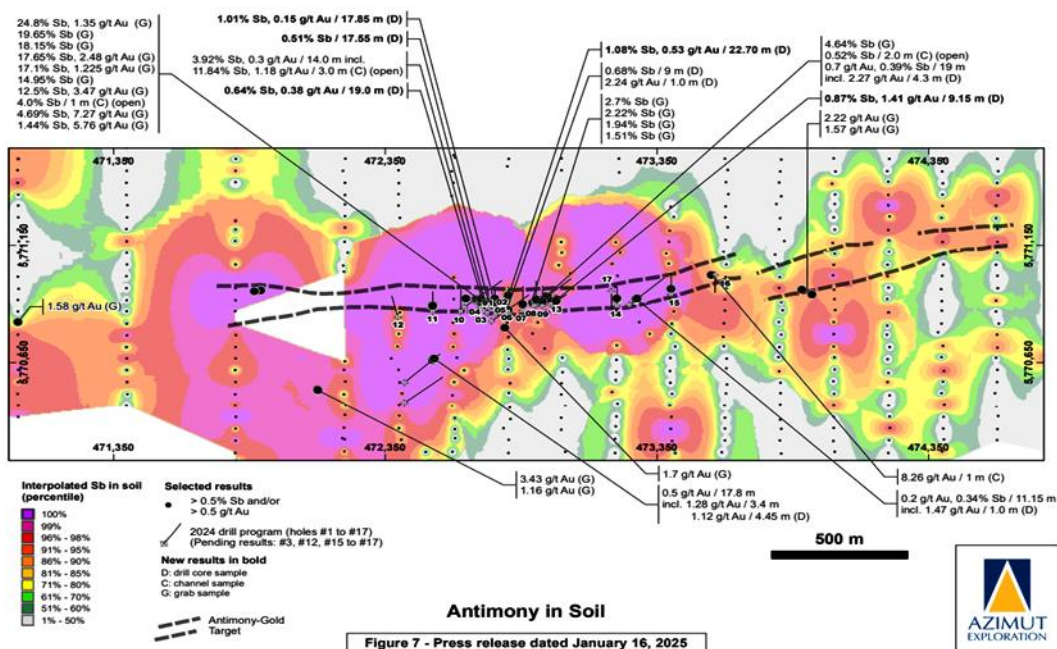 24.8% Sb, 1.35 g/t Au (G)
19.65% Sb (G)
18.15% Sb (G)
17.65% Sb, 2.48 g/t Au (G)
17.1% Sb, 1.225 g/t Au (G)
14.95% Sb (G)
12.5% Sb, 3.47 g/t Au (G)
4.0% Sb / 1 m (C) (open)
4.69% Sb, 7.27 g/t Au (G)
1.44% Sb, 5.76 g/t Au (G)
1.01% Sb, 0.15 g/t Au / 17.85 m (D)
0.51% Sb / 17.55 m (D)
3.92% Sb, 0.3 g/t Au / 14.0 m incl.
11.84% Sb, 1.18 g/t Au / 3.0 m (C) (open)
0.64% Sb, 0.38 g/t Au / 19.0 m (D)
1.08% Sb, 0.53 g/t Au / 22.70 m (D)
0.68% Sb / 9 m (D)
2.24 g/t Au / 1.0 m (D)
2.7% Sb (G)
2.22% Sb (G)
1.94% Sb (G)
1.51% Sb (G)
4.64% Sb (G)
0.52% Sb / 2.0 m (C) (open)
0.7 g/t Au, 0.39% Sb / 19 m
incl. 2.27 g/t Au / 4.3 m (D)
0.87% Sb, 1.41 g/t Au / 9.15 m (D)
2.22 g/t Au (G)
1.57 g/t Au (G)
471,350
472,350
473,350
474,350
5,771,150
5,771,150
1.58 g/t Au (G)
17
16
15
14
13
12
11
10
04
03
01
02
05
06
07
08
09
5,770,650
5,770,650
471,350
472,350
473,350
474,350
3.43 g/t Au (G)
1.16 g/t Au (G)
1.7 g/t Au (G)
0.5 g/t Au / 17.8 m
incl. 1.28 g/t Au / 3.4 m
1.12 g/t Au / 4.45 m (D)
8.26 g/t Au / 1 m (C)
0.2 g/t Au, 0.34% Sb / 11.15 m
incl. 1.47 g/t Au / 1.0 m (D)
Interpolated Sb in soil
(percentile)
100%
99%
96% - 98%
91% - 95%
86% - 90%
81% - 85%
71% - 80%
61% - 70%
51% - 60%
1% - 50%
Selected results
> 0.5% Sb and/or
> 0.5 g/t Au
2024 drill program (holes #1 to #17)
(Pending results: #3, #12, #15 to #17)
New results in bold
D: drill core sample
C: channel sample
G: grab sample
Antimony-Gold
Target
500 m
Antimony in Soil
Figure 7 - Press release dated January 16, 2025
AZIMUT
EXPLORATION